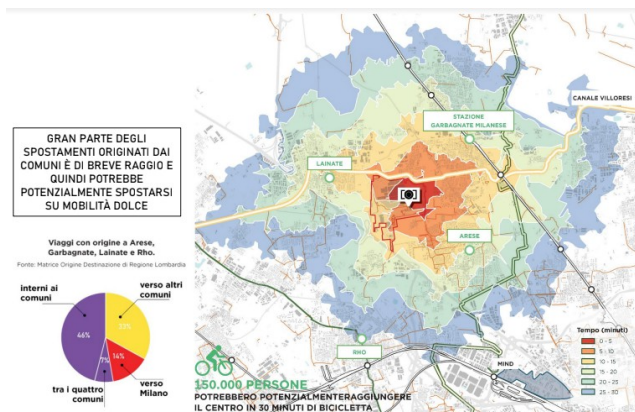 GRAN PARTE DEGLI
SPOSTAMENTI ORIGINATI DAI
COMUNI È DI BREVE RAGGIO E
QUINDI POTREBBE
POTENZIALMENTE SPOSTARSI
SU MOBILITÀ DOLCE
Viaggi con origine a Arese,
Garbagnate, Lainate e Rho.
Fonte: Matrice Origine Destinazione di Regione Lombardia
interni ai
comuni
verso altri
comuni
46%
33%
7%
14%
tra i quattro
comuni
verso
Milano
CANALE VILLORESI
STAZIONE
GARBAGNATE MILANESE
LAINATE
ARESE
RHO
MIND
Tempo (minuti)
0 - 5
5 - 10
10 - 15
15 - 20
20 - 25
25 - 30
150.000 PERSONE
POTREBBERO POTENZIALMENTERAGGIUNGERE
IL CENTRO IN 30 MINUTI DI BICICLETTA